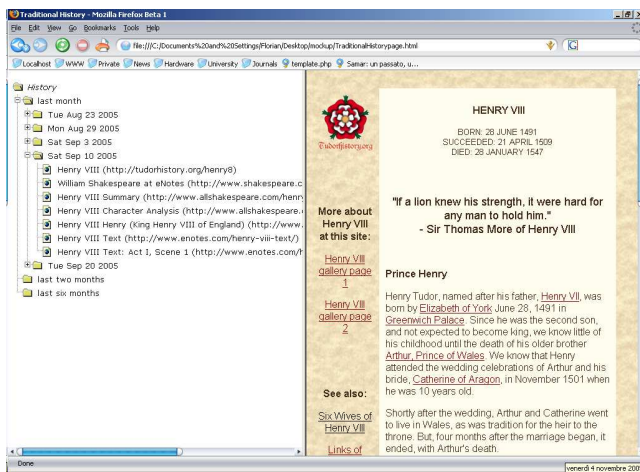 Traditional History - Mozilla Firefox Beta 1
File Edit View Go Bookmarks Tools Help
file:///C:/Documents%20and%20Settings/Florian/Desktop/mockup/TraditionalHistorypage.html
G
Localhost WWW Private News Hardware University Journals template.php Samar: un passato, u...
History
last month
Tue Aug 23 2005
Mon Aug 29 2005
Sat Sep 3 2005
Sat Sep 10 2005
Henry VIII (http://tudorhistory.org/henry8)
William Shakespeare at eNotes (http://www.shakespeare.c
Henry VIII Summary (http://www.allshakespeare.com/henr
Henry VIII Character Analysis (http://www.allshakespeare.
Henry VIII Henry (King Henry VIII of England) (http://www.
Henry VIII Text (http://www.enotes.com/henry-viii-text/)
Henry VIII Text: Act I, Scene 1 (http://www.enotes.com/h
Tue Sep 20 2005
last two months
last six months
Tudorhistory.org
More about
Henry VIII
at this site:
Henry VIII
gallery page
1
Henry VIII
gallery page
2
See also:
Six Wives of
Henry VIII
Links of
HENRY VIII
BORN: 28 JUNE 1491
SUCCEEDED: 21 APRIL 1509
DIED: 28 JANUARY 1547
"If a lion knew his strength, it were hard for
any man to hold him."
- Sir Thomas More of Henry VIII
Prince Henry
Henry Tudor, named after his father, Henry VII, was
born by Elizabeth of York June 28, 1491 in
Greenwich Palace. Since he was the second son,
and not expected to become king, we know little of
his childhood until the death of his older brother
Arthur, Prince of Wales. We know that Henry
attended the wedding celebrations of Arthur and his
bride, Catherine of Aragon, in November 1501 when
he was 10 years old.
Shortly after the wedding, Arthur and Catherine went
to live in Wales, as was tradition for the heir to the
throne. But, four months after the marriage began, it
ended, with Arthur's death.
Done
venerdì 4 novembre 200